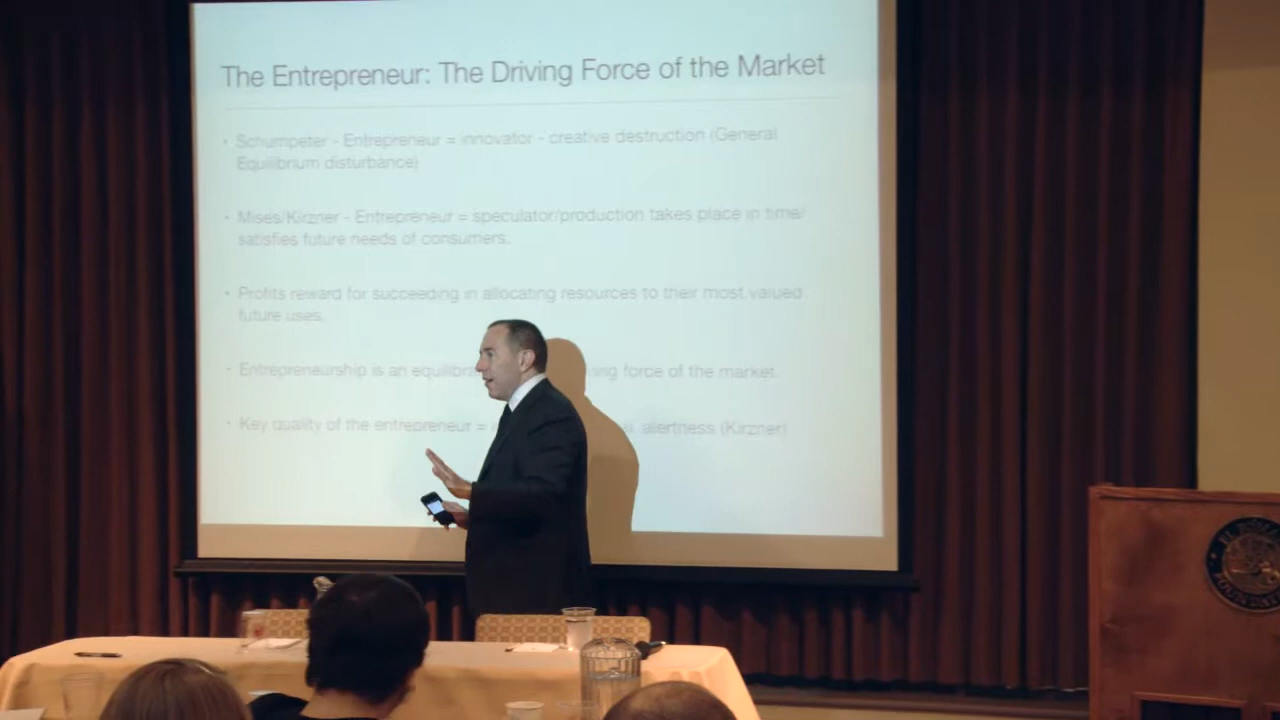 The Entrepreneur: The Driving Force of the Market
• Schumpeter - Entrepreneur = innovator - creative destruction (General
Equilibrium disturbance)
• Mises/Kirzner - Entrepreneur = speculator/production takes place in time/
satisfies future needs of consumers.
• Profits reward for succeeding in allocating resources to their most valued
future uses.
• Entrepreneurship is an force of the market.
• Key quality of the entrepreneur = alertness (Kirzner)